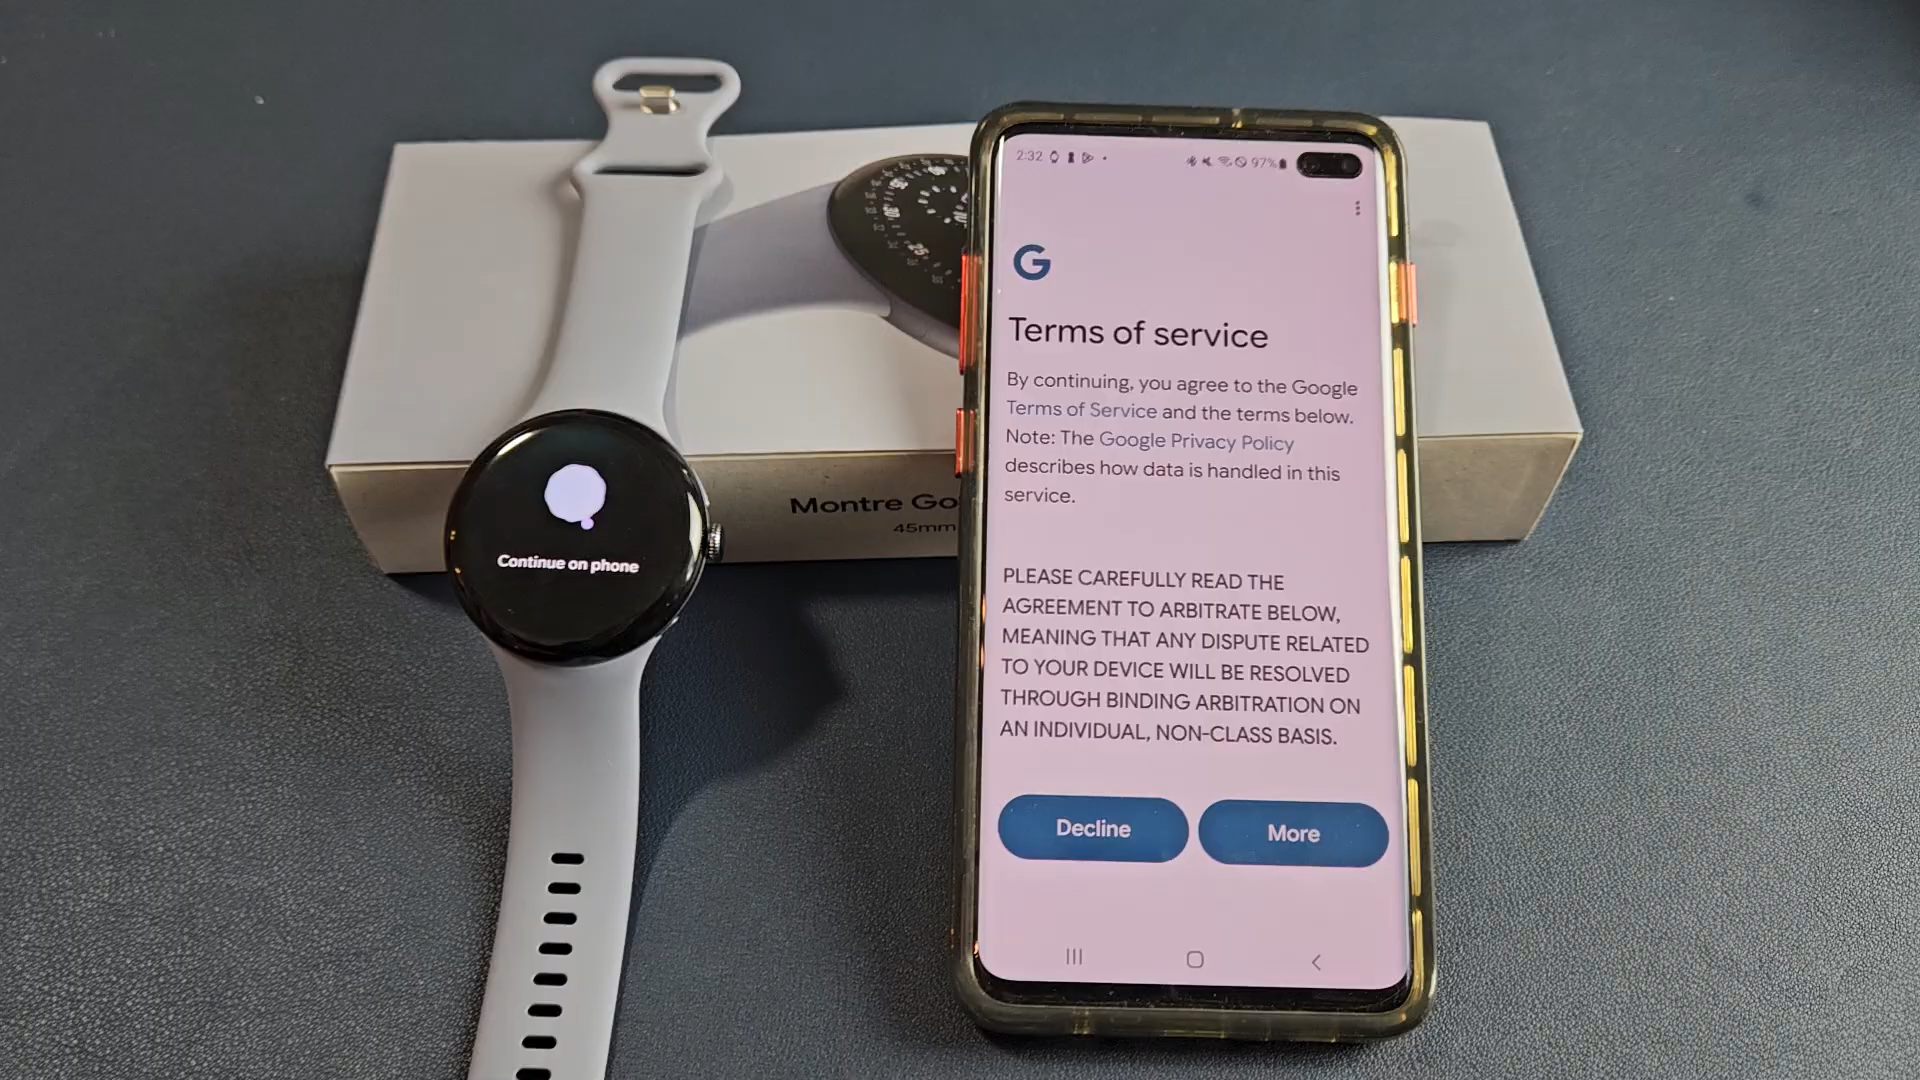 Continue on phone
Montre Go
45mm
2:32
97%
G
Terms of service
By continuing, you agree to the Google
Terms of Service and the terms below.
Note: The Google Privacy Policy
describes how data is handled in this
service.
PLEASE CAREFULLY READ THE
AGREEMENT TO ARBITRATE BELOW,
MEANING THAT ANY DISPUTE RELATED
TO YOUR DEVICE WILL BE RESOLVED
THROUGH BINDING ARBITRATION ON
AN INDIVIDUAL, NON-CLASS BASIS.
Decline
More